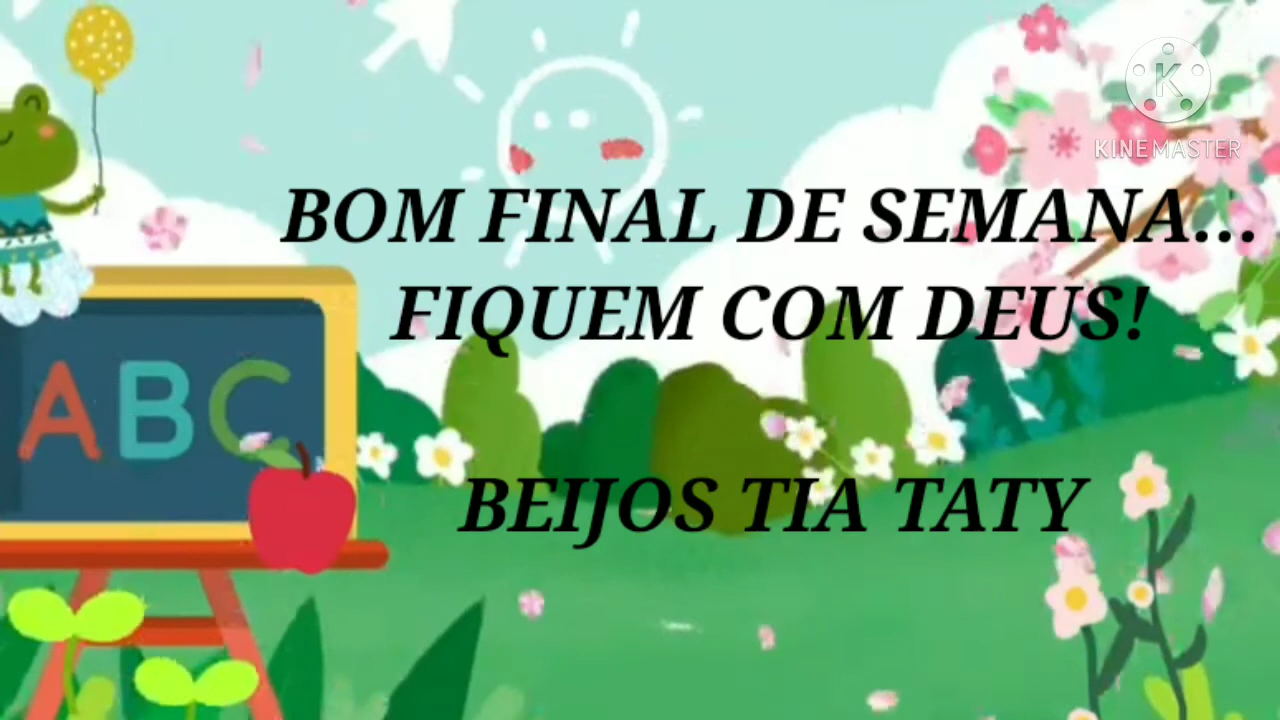 K
KINEMASTER
BOM FINAL DE SEMANA...
FIQUEM COM DEUS!
ABC
BEIJOS TIA TATY